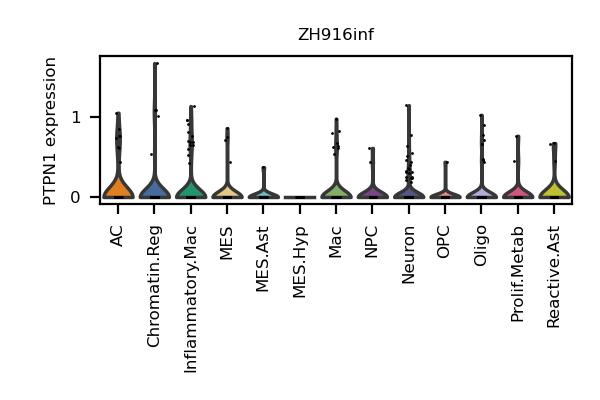 ZH916inf
PTPN1 expression
1
0
AC
Chromatin.Reg
Inflammatory.Mac
MES
MES.Ast
MES.Hyp
Mac
NPC
Neuron
OPC
Oligo
Prolif.Metab
Reactive.Ast